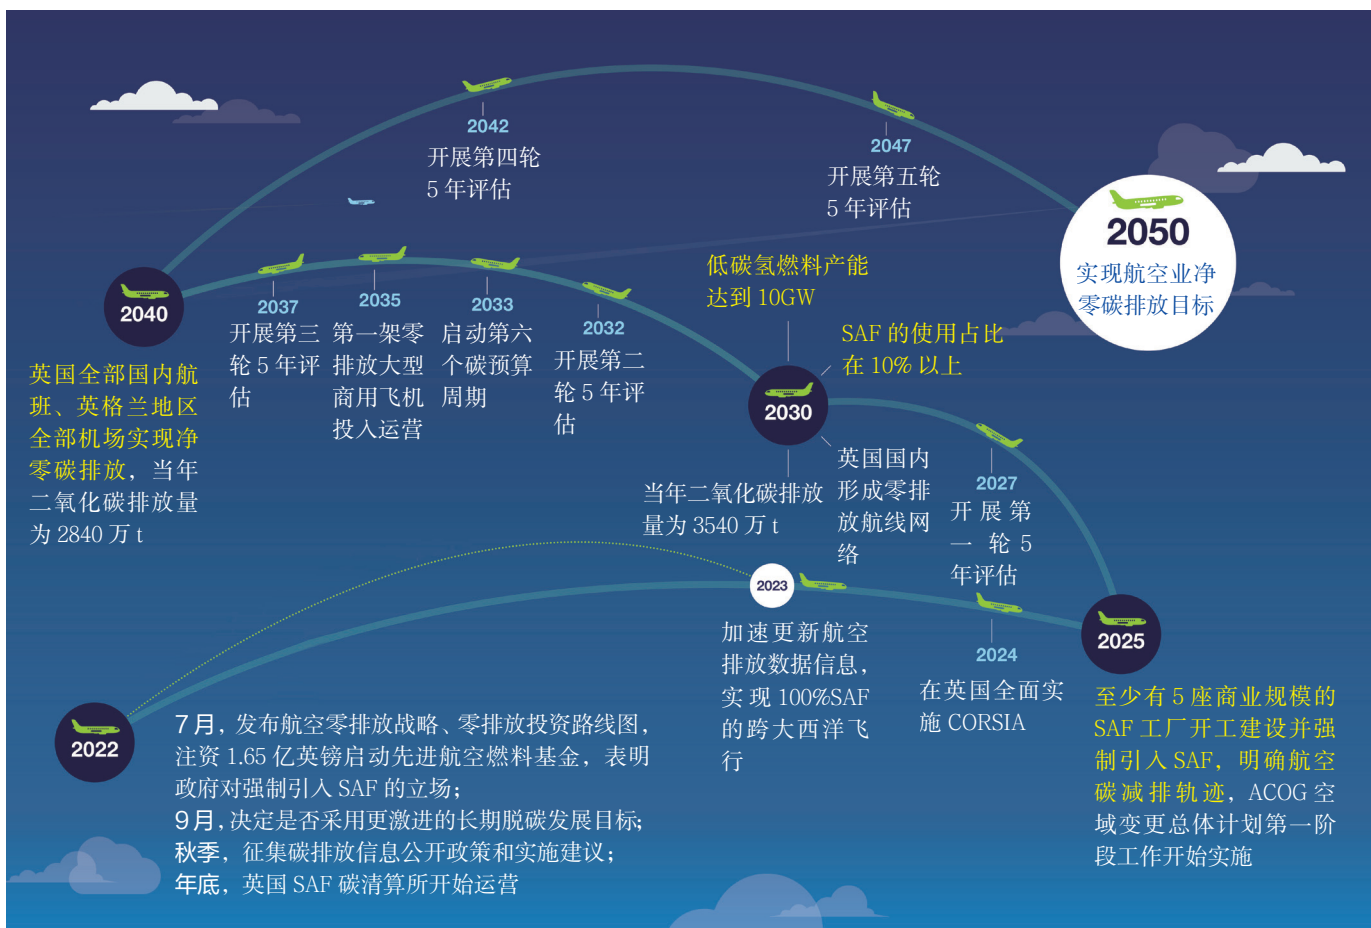 2022
7月，发布航空零排放战略、零排放投资路线图，
注资 1.65 亿英镑启动先进航空燃料基金，表明
政府对强制引入 SAF 的立场；
9月，决定是否采用更激进的长期脱碳发展目标；
秋季，征集碳排放信息公开政策和实施建议；
年底，英国 SAF 碳清算所开始运营
2023
加速更新航空
排放数据信息，
实现 100%SAF
的跨大西洋飞
行
2024
在英国全面实
施 CORSIA
2025
至少有 5 座商业规模的
SAF 工厂开工建设并强
制引入 SAF，明确航空
碳减排轨迹，ACOG 空
域变更总体计划第一阶
段工作开始实施
2027
开展第
一轮 5
年评估
2030
低碳氢燃料产能
达到 10GW
SAF 的使用占比
在 10% 以上
英国国内
形成零排
放航线网
络
当年二氧化碳排放
量为 3540 万 t
2032
开展第二
轮 5 年评
估
2033
启动第六
个碳预算
周期
2035
第一架零
排放大型
商用飞机
投入运营
2037
开展第三
轮 5 年评
估
2040
英国全部国内航
班、英格兰地区
全部机场实现净
零碳排放，当年
二氧化碳排放量
为 2840 万 t
2042
开展第四轮
5 年评估
2047
开展第五轮
5 年评估
2050
实现航空业净
零碳排放目标